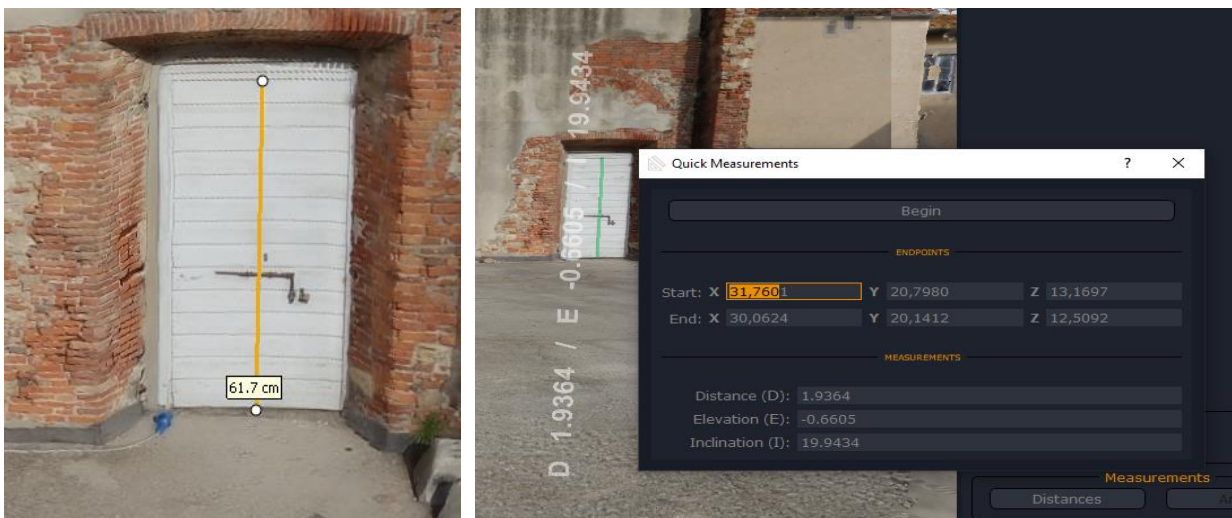 61.7 cm
D 1.9364 / E -0.6605 / I 19.9434
Quick Measurements
?
Begin
ENDPOINTS
Start: X 31,7601 Y 20,7980 Z 13,1697
End: X 30,0624 Y 20,1412 Z 12,5092
MEASUREMENTS
Distance (D): 1.9364
Elevation (E): -0.6605
Inclination (I): 19.9434
Measurements
Distances